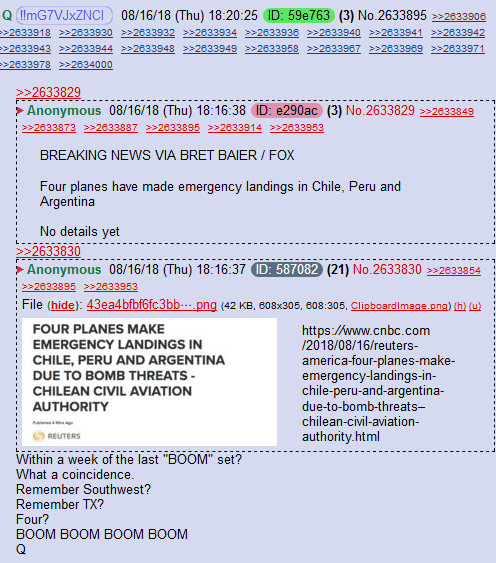 Q !!mG7VJxZNCI 08/16/18 (Thu) 18:20:25 ID: 59e763 (3) No.2633895 >>2633906
>>2633918 >>2633930 >>2633932 >>2633934 >>2633936 >>2633940 >>2633941 >>2633942
>>2633943 >>2633944 >>2633948 >>2633949 >>2633958 >>2633967 >>2633969 >>2633971
>>2633978 >>2634000
>>2633829
Anonymous 08/16/18 (Thu) 18:16:38 ID: e290ac (3) No.2633829 >>2633849
>>2633873 >>2633887 >>2633895 >>2633914 >>2633953
BREAKING NEWS VIA BRET BAIER / FOX
Four planes have made emergency landings in Chile, Peru and
Argentina
No details yet
>>2633830
Anonymous 08/16/18 (Thu) 18:16:37 ID: 587082 (21) No.2633830 >>2633854
>>2633895 >>2633953
File (hide): 43ea4bfbf6fc3bb⋯.png (42 KB, 608x305, 608:305, ClipboardImage.png) (h) (u)
FOUR PLANES MAKE
EMERGENCY LANDINGS IN
CHILE, PERU AND ARGENTINA
DUE TO BOMB THREATS -
CHILEAN CIVIL AVIATION
AUTHORITY
Published 4 Mins Ago
REUTERS
https://www.cnbc.com
/2018/08/16/reuters-
america-four-planes-make-
emergency-landings-in-
chile-peru-and-argentina-
due-to-bomb-threats--
chilean-civil-aviation-
authority.html
Within a week of the last "BOOM" set?
What a coincidence.
Remember Southwest?
Remember TX?
Four?
BOOM BOOM BOOM BOOM
Q